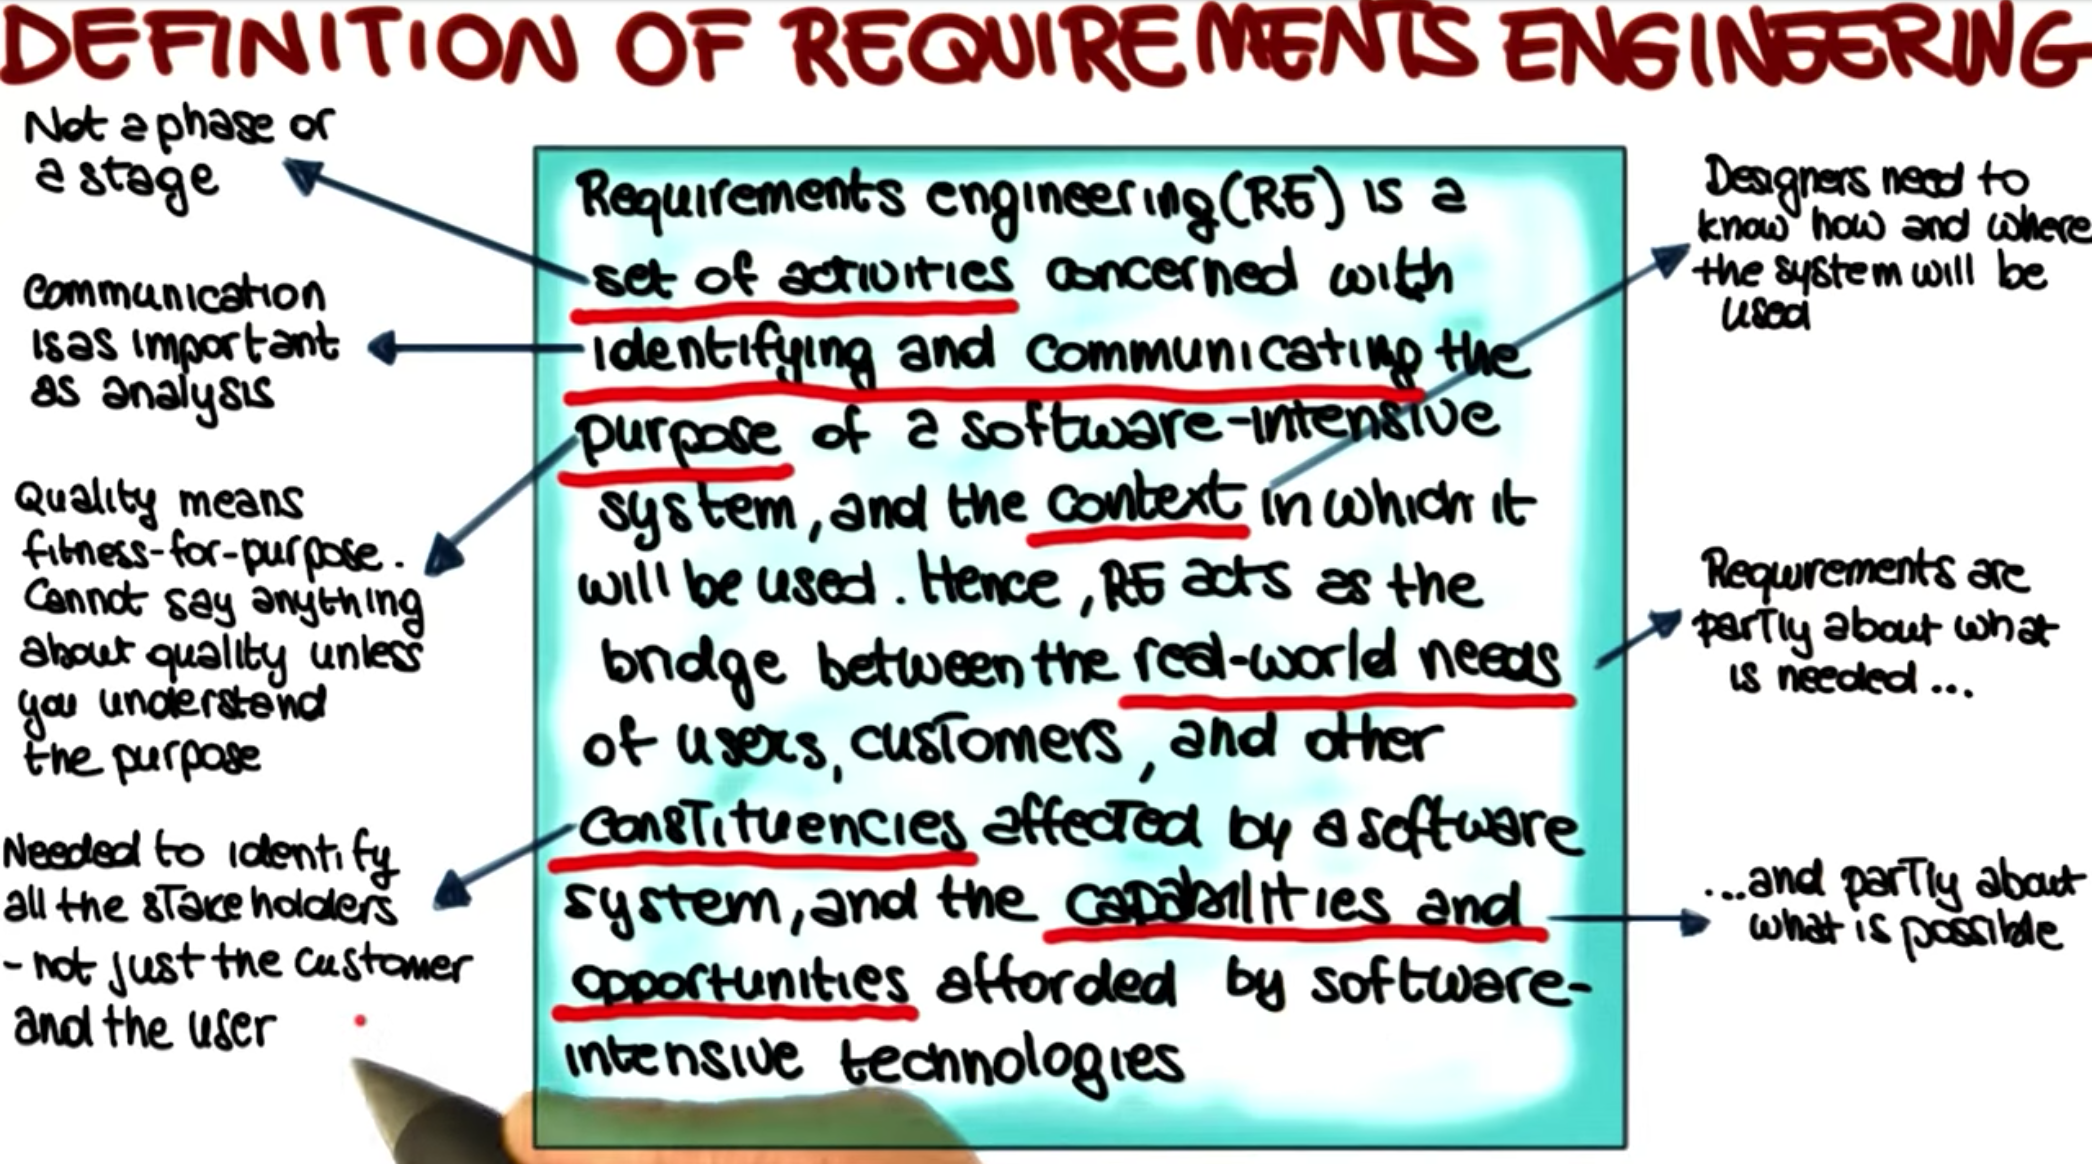 DEFINITION OF REQUIREMENTS ENGINEERING
Not a phase or
a stage
Communication
is as important
as analysis
Quality means
fitness-for-purpose.
Cannot say anything
about quality unless
you understand
the purpose
Needed to identify
all the stakeholders
- not just the customer
and the user
Requirements engineering (RE) is a
set of activities concerned with
identifying and communicating the
purpose of a software-intensive
system, and the context in which it
will be used. Hence, RE acts as the
bridge between the real-world needs
of users, customers, and other
constituencies affected by a software
system, and the capabilities and
opportunities afforded by software-
intensive technologies
Designers need to
know how and where
the system will be
used
Requirements are
partly about what
is needed ...
...and partly about
what is possible